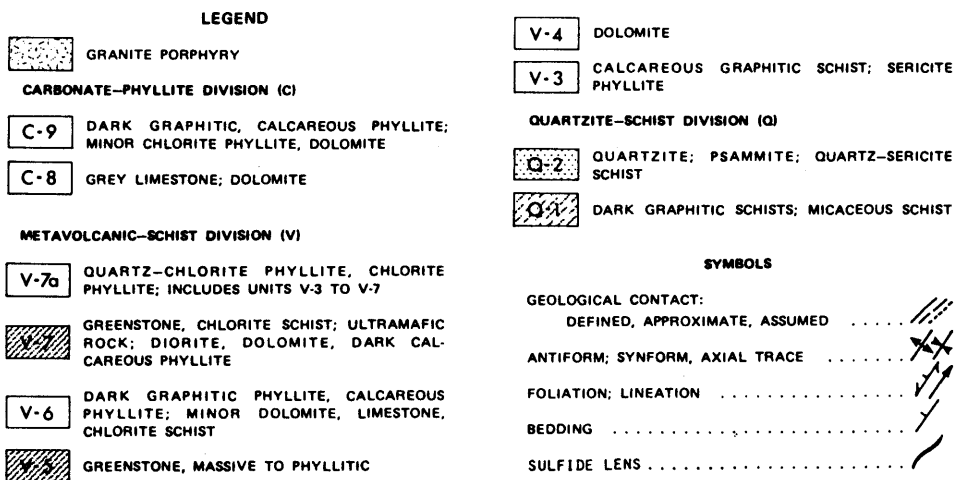 LEGEND
GRANITE PORPHYRY
CARBONATE–PHYLLITE DIVISION (C)
C-9 DARK GRAPHITIC, CALCAREOUS PHYLLITE;
MINOR CHLORITE PHYLLITE, DOLOMITE
C-8 GREY LIMESTONE; DOLOMITE
METAVOLCANIC–SCHIST DIVISION (V)
V-7a QUARTZ–CHLORITE PHYLLITE, CHLORITE
PHYLLITE; INCLUDES UNITS V-3 TO V-7
V-7 GREENSTONE, CHLORITE SCHIST; ULTRAMAFIC
ROCK; DIORITE, DOLOMITE, DARK CAL-
CAREOUS PHYLLITE
V-6 DARK GRAPHITIC PHYLLITE, CALCAREOUS
PHYLLITE; MINOR DOLOMITE, LIMESTONE,
CHLORITE SCHIST
V-5 GREENSTONE, MASSIVE TO PHYLLITIC
V-4 DOLOMITE
V-3 CALCAREOUS GRAPHITIC SCHIST; SERICITE
PHYLLITE
QUARTZITE–SCHIST DIVISION (Q)
Q-2 QUARTZITE; PSAMMITE; QUARTZ–SERICITE
SCHIST
Q-1 DARK GRAPHITIC SCHISTS; MICACEOUS SCHIST
SYMBOLS
GEOLOGICAL CONTACT:
DEFINED, APPROXIMATE, ASSUMED . . . . . .
ANTIFORM; SYNFORM, AXIAL TRACE . . . . . . . .
FOLIATION; LINEATION . . . . . . . . . . . . . . . . . .
BEDDING . . . . . . . . . . . . . . . . . . . . . . . . . . .
SULFIDE LENS . . . . . . . . . . . . . . . . . . . . . . .